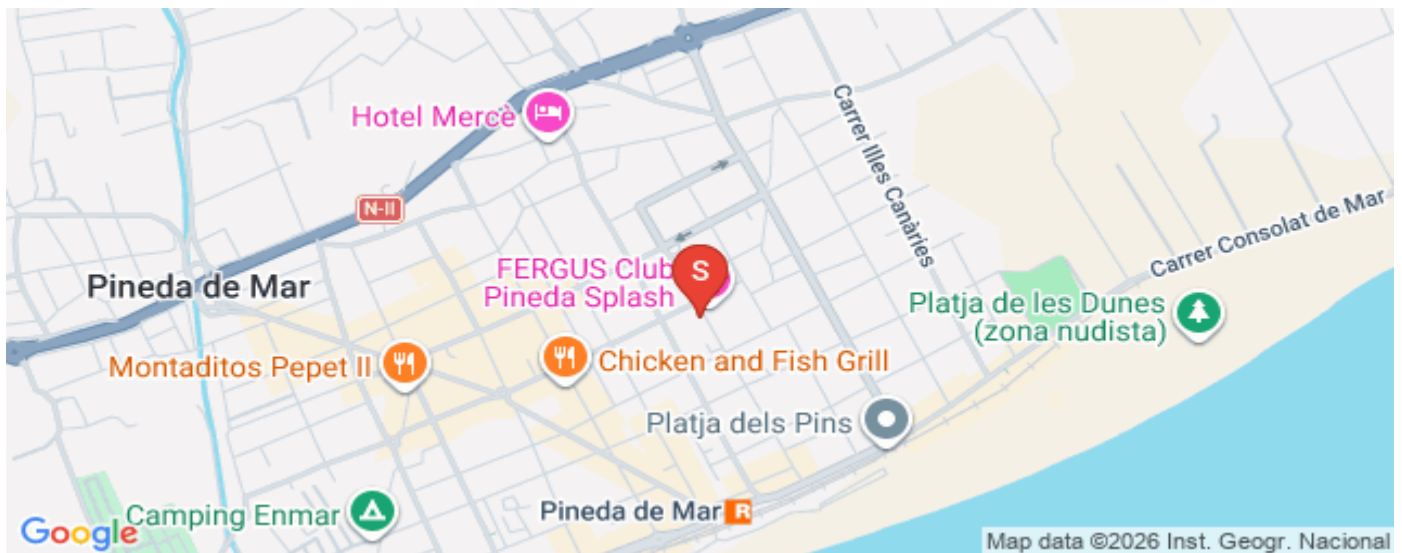 Hotel Mercè
Carrer Illes Canàries
N-II
Carrer Consolat de Mar
FERGUS Club
Pineda Splash
S
Pineda de Mar
Platja de les Dunes
(zona nudista)
Montaditos Pepet II
Chicken and Fish Grill
Platja dels Pins
Camping Enmar
Pineda de Mar R
Google
Map data ©2026 Inst. Geogr. Nacional